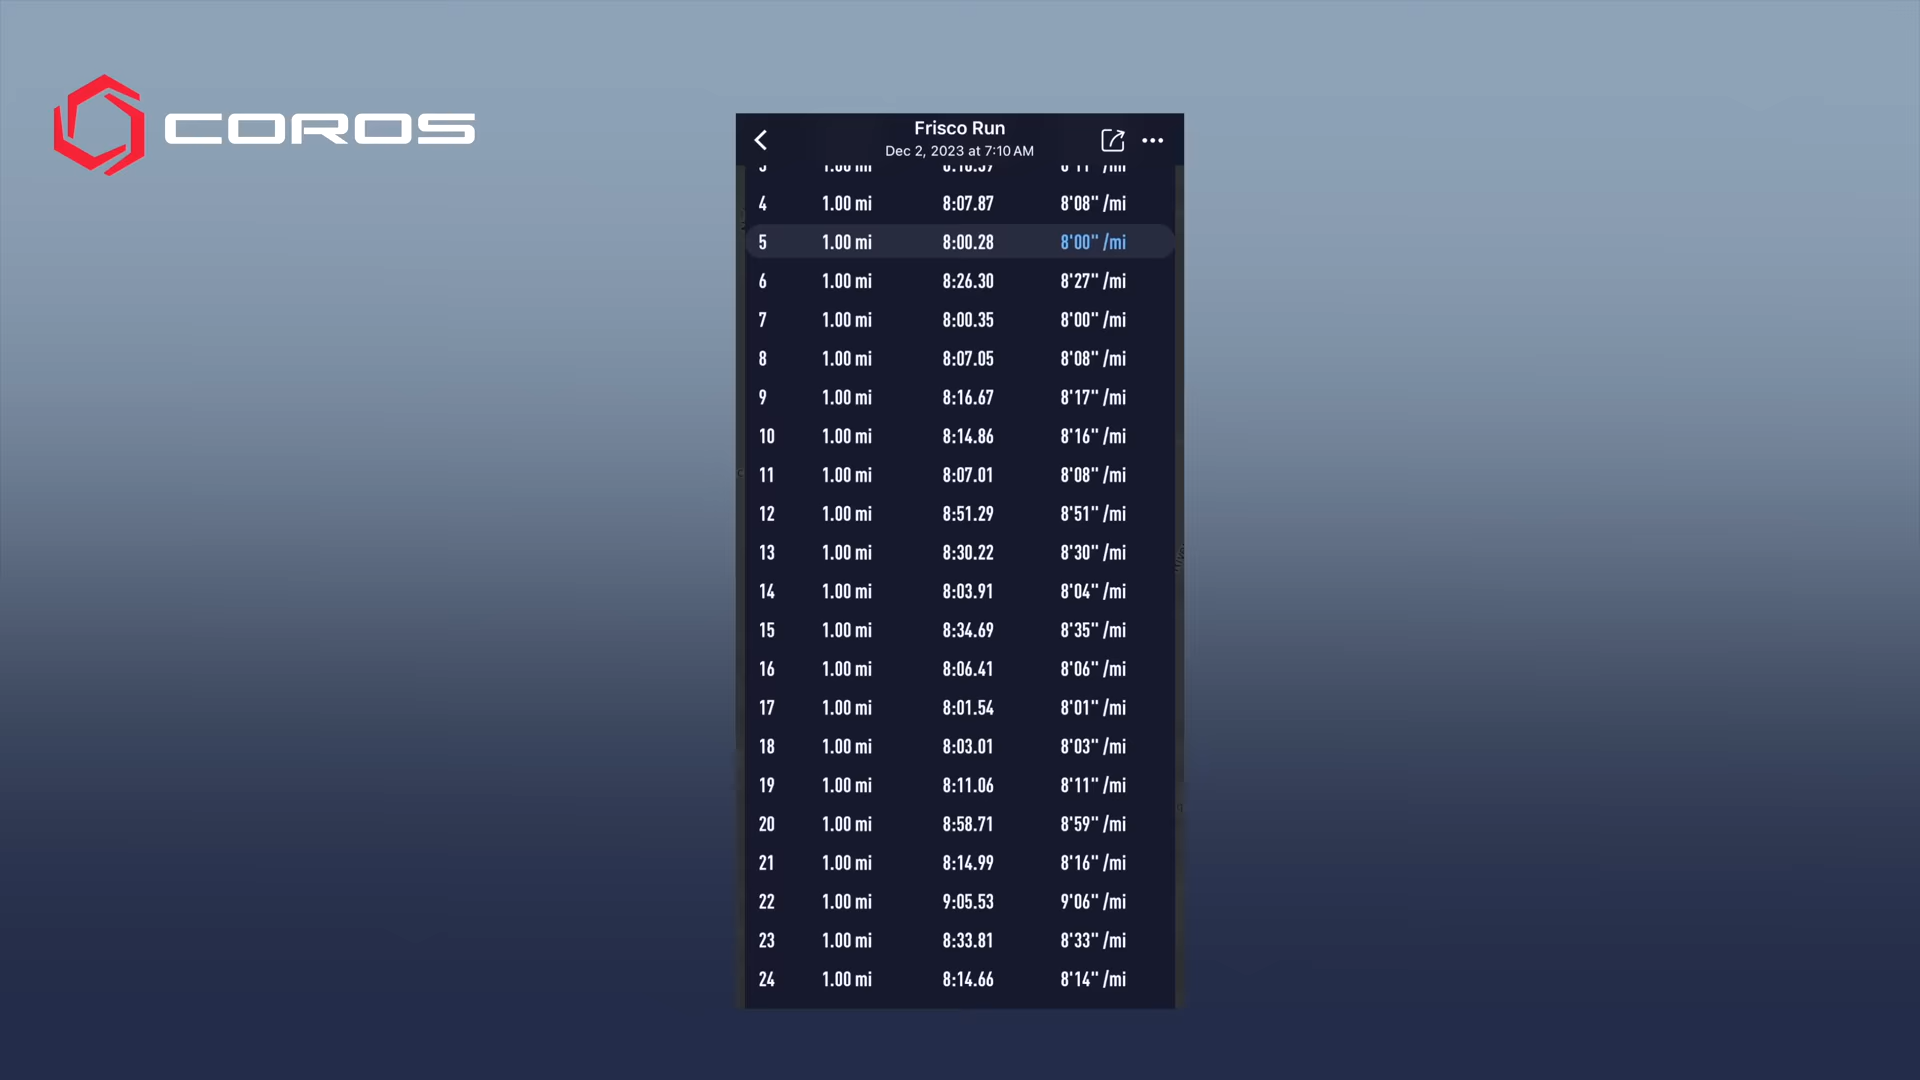 COROS
Frisco Run
Dec 2, 2023 at 7:10 AM
4 1.00 mi 8:07.87 8'08" /mi
5 1.00 mi 8:00.28 8'00" /mi
6 1.00 mi 8:26.30 8'27" /mi
7 1.00 mi 8:00.35 8'00" /mi
8 1.00 mi 8:07.05 8'08" /mi
9 1.00 mi 8:16.67 8'17" /mi
10 1.00 mi 8:14.86 8'16" /mi
11 1.00 mi 8:07.01 8'08" /mi
12 1.00 mi 8:51.29 8'51" /mi
13 1.00 mi 8:30.22 8'30" /mi
14 1.00 mi 8:03.91 8'04" /mi
15 1.00 mi 8:34.69 8'35" /mi
16 1.00 mi 8:06.41 8'06" /mi
17 1.00 mi 8:01.54 8'01" /mi
18 1.00 mi 8:03.01 8'03" /mi
19 1.00 mi 8:11.06 8'11" /mi
20 1.00 mi 8:58.71 8'59" /mi
21 1.00 mi 8:14.99 8'16" /mi
22 1.00 mi 9:05.53 9'06" /mi
23 1.00 mi 8:33.81 8'33" /mi
24 1.00 mi 8:14.66 8'14" /mi